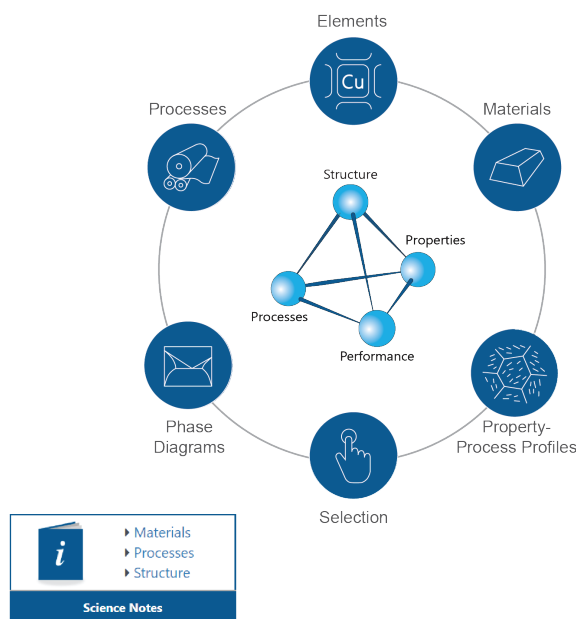 Elements
Cu
Processes
Materials
Structure
Properties
Processes
Performance
Phase
Diagrams
Property-
Process Profiles
Selection
i
Materials
Processes
Structure
Science Notes